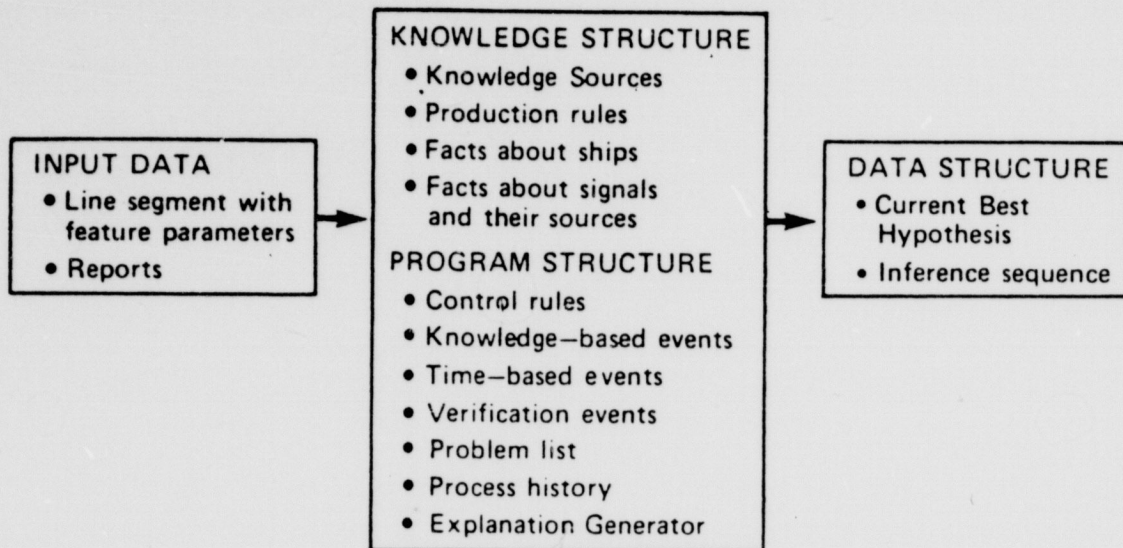 INPUT DATA
• Line segment with
feature parameters
• Reports
KNOWLEDGE STRUCTURE
• Knowledge Sources
• Production rules
• Facts about ships
• Facts about signals
and their sources
PROGRAM STRUCTURE
• Control rules
• Knowledge—based events
• Time—based events
• Verification events
• Problem list
• Process history
• Explanation Generator
DATA STRUCTURE
• Current Best
Hypothesis
• Inference sequence